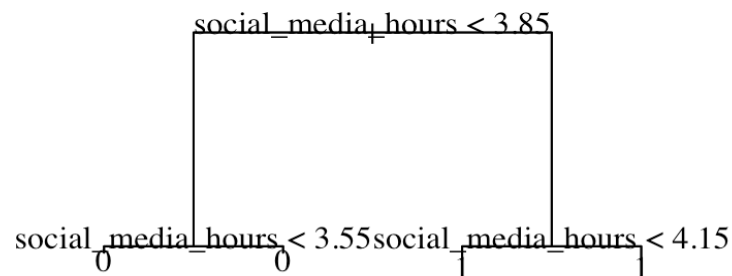 social_media_hours < 3.85
social_media_hours < 3.55 social_media_hours < 4.15
0 0 1 1